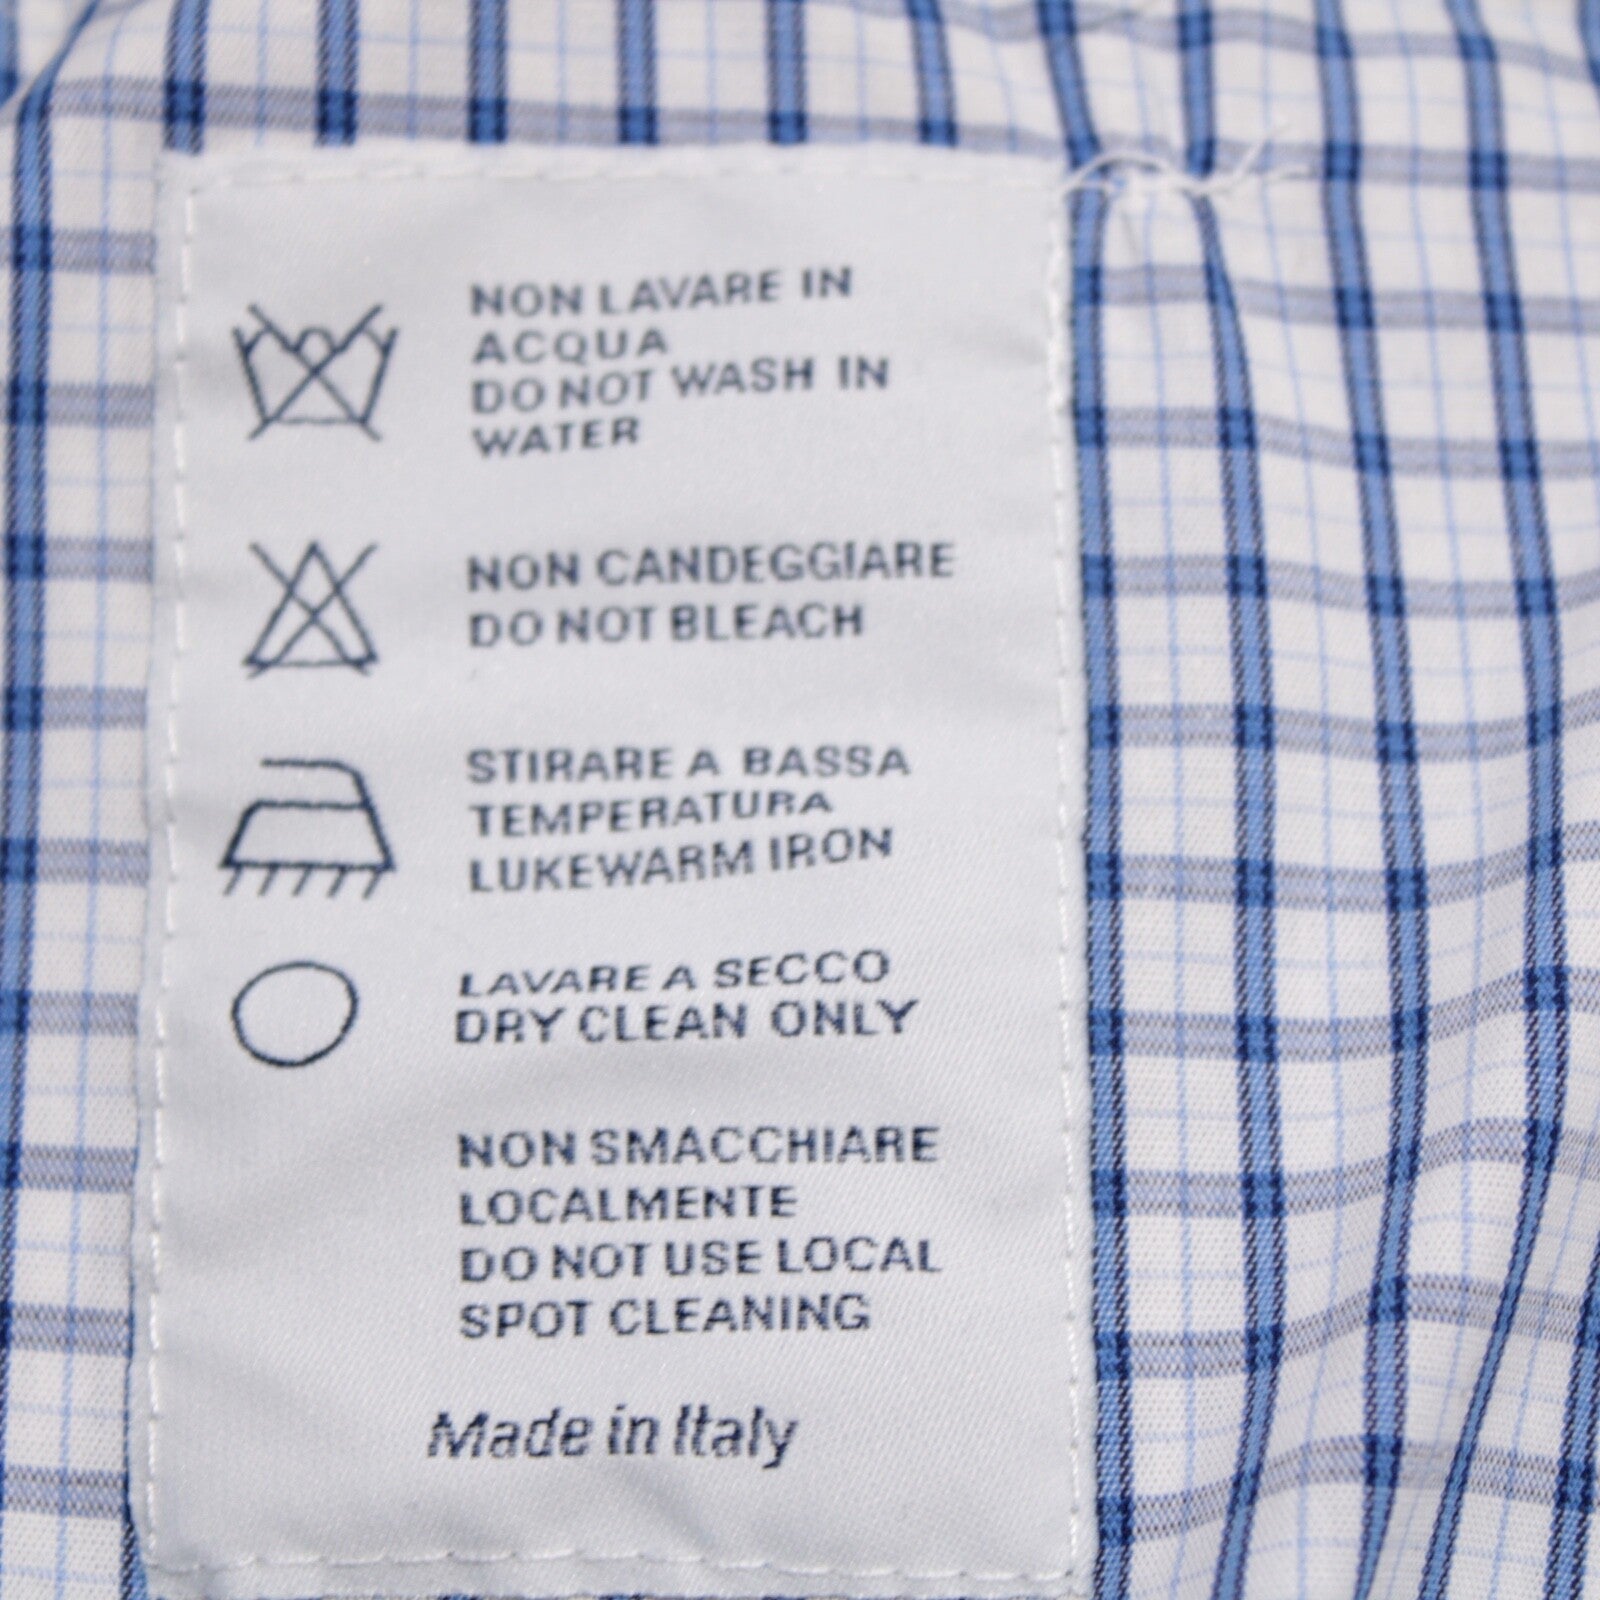 NON LAVARE IN
ACQUA
DO NOT WASH IN
WATER
NON CANDEGGIARE
DO NOT BLEACH
STIRARE A BASSA
TEMPERATURA
LUKEWARM IRON
LAVARE A SECCO
DRY CLEAN ONLY
NON SMACCHIARE
LOCALMENTE
DO NOT USE LOCAL
SPOT CLEANING
Made in Italy